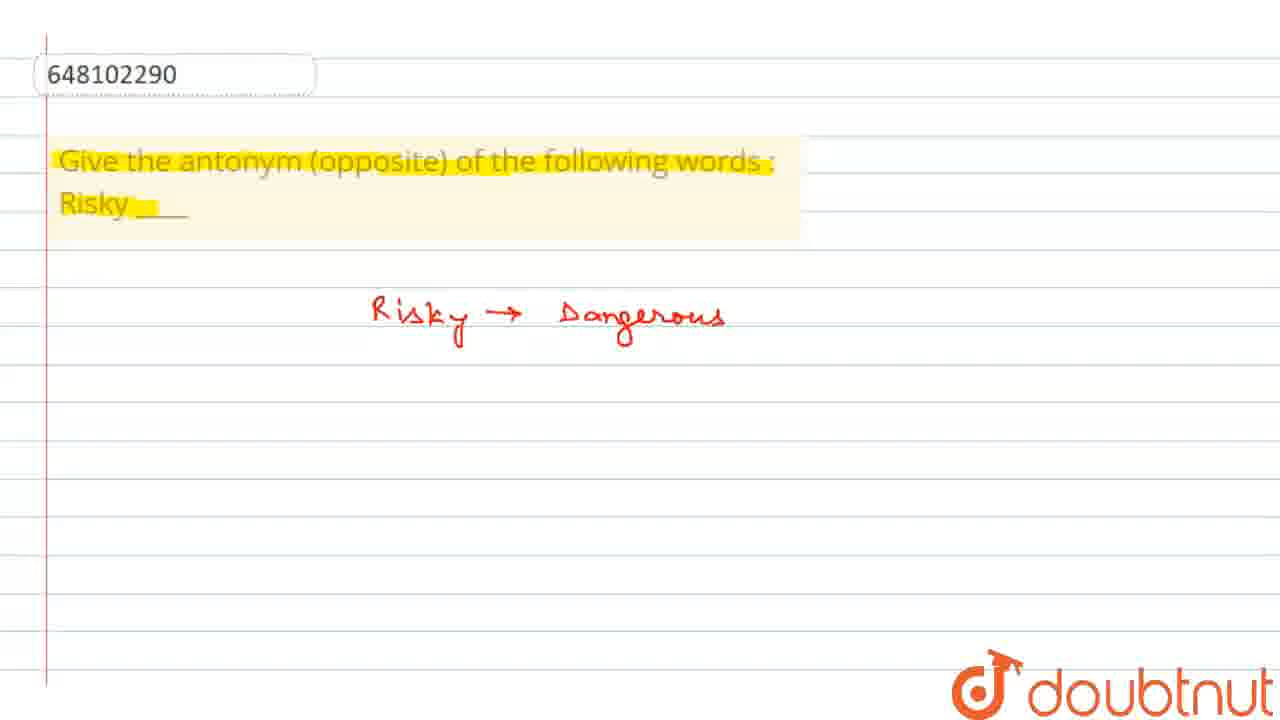 648102290
Give the antonym (opposite) of the following words :
Risky ____
Risky → Dangerous
doubtnut